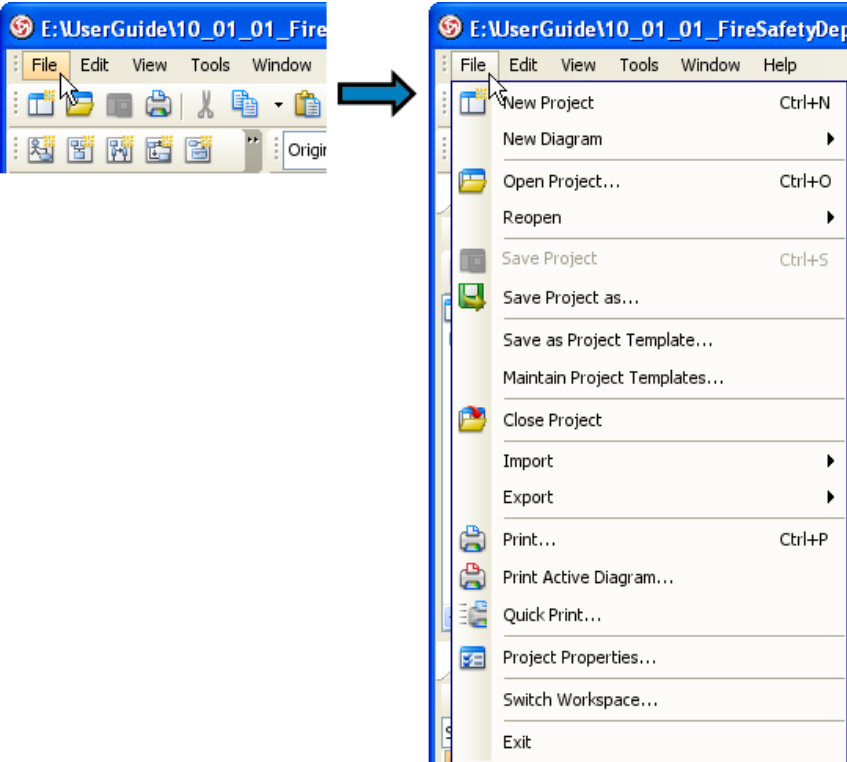 E:\UserGuide\10_01_01_Fire
File Edit View Tools Window
Origin
E:\UserGuide\10_01_01_FireSafetyDep
File Edit View Tools Window Help
New Project Ctrl+N
New Diagram
Open Project... Ctrl+O
Reopen
Save Project Ctrl+S
Save Project as...
Save as Project Template...
Maintain Project Templates...
Close Project
Import
Export
Print... Ctrl+P
Print Active Diagram...
Quick Print...
Project Properties...
Switch Workspace...
Exit